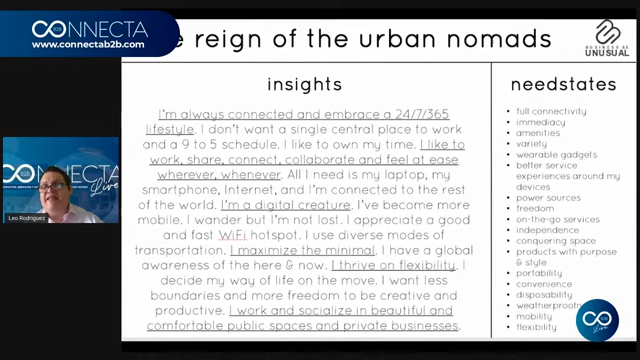 CONNECTA
www.connectab2b.com
reign of the urban nomads
BUSINESS AS
UNUSUAL
insights
I'm always connected and embrace a 24/7/365
lifestyle. I don't want a single central place to work
and a 9 to 5 schedule. I like to own my time. I like to
work, share, connect, collaborate and feel at ease
wherever, whenever. All I need is my laptop, my
smartphone, Internet, and I'm connected to the rest
of the world. I'm a digital creature. I've become more
mobile. I wander but I'm not lost. I appreciate a good
and fast WiFi hotspot. I use diverse modes of
transportation. I maximize the minimal. I have a global
awareness of the here & now. I thrive on flexibility. I
decide my way of life on the move. I want less
boundaries and more freedom to be creative and
productive. I work and socialize in beautiful and
comfortable public spaces and private businesses.
needstates
• full connectivity
• immediacy
• amenities
• variety
• wearable gadgets
• better service
experiences around my
devices
• power sources
• freedom
• on-the-go services
• independence
• conquering space
• products with purpose
& style
• portability
• convenience
• disposability
• weatherproofn
• mobility
• flexibility
CONNECTA
Live
Leo Rodriguez
Live